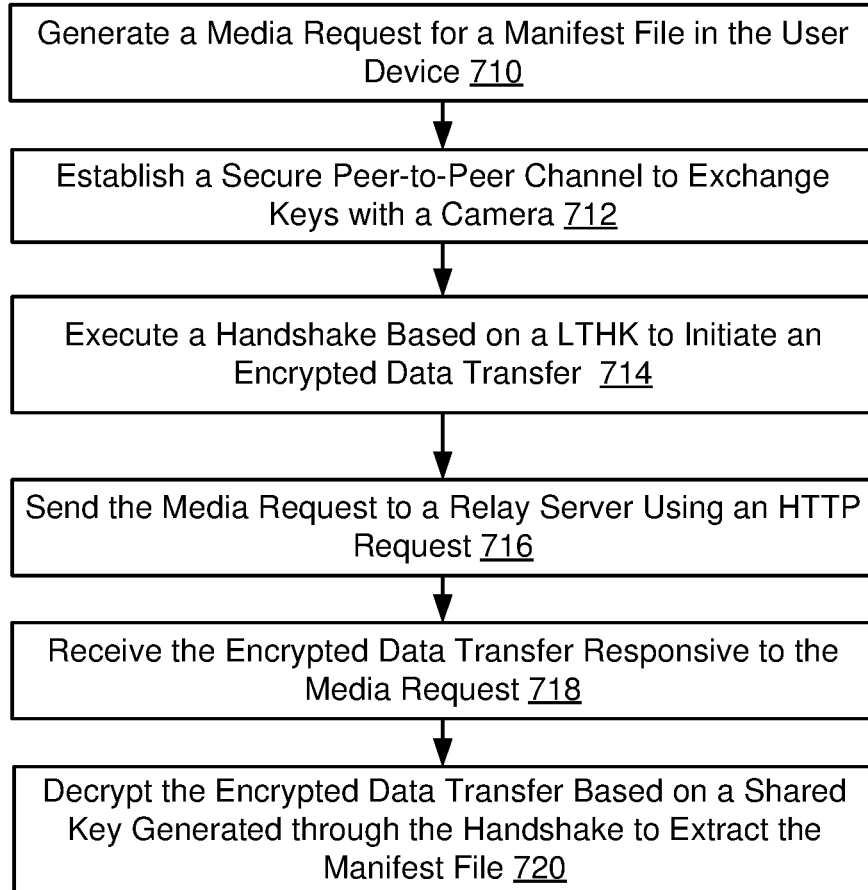 Generate a Media Request for a Manifest File in the User
Device 710
Establish a Secure Peer-to-Peer Channel to Exchange
Keys with a Camera 712
Execute a Handshake Based on a LTHK to Initiate an
Encrypted Data Transfer 714
Send the Media Request to a Relay Server Using an HTTP
Request 716
Receive the Encrypted Data Transfer Responsive to the
Media Request 718
Decrypt the Encrypted Data Transfer Based on a Shared
Key Generated through the Handshake to Extract the
Manifest File 720